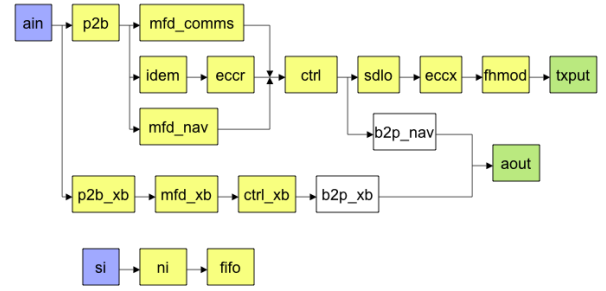 ain
p2b
mfd_comms
idem
eccr
ctrl
sdlo
eccx
fhmod
txput
mfd_nav
b2p_nav
aout
p2b_xb
mfd_xb
ctrl_xb
b2p_xb
si
ni
fifo